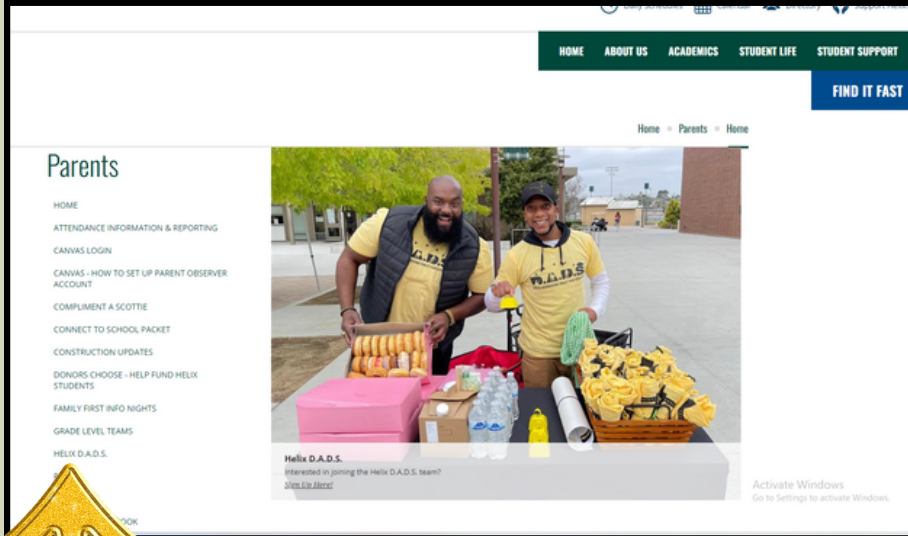 Daily Schedules Calendar Directory Support Helix
HOME ABOUT US ACADEMICS STUDENT LIFE STUDENT SUPPORT
FIND IT FAST
Home Parents Home
Parents
HOME
ATTENDANCE INFORMATION & REPORTING
CANVAS LOGIN
CANVAS - HOW TO SET UP PARENT OBSERVER
ACCOUNT
COMPLIMENT A SCOTTIE
CONNECT TO SCHOOL PACKET
CONSTRUCTION UPDATES
DONORS CHOOSE - HELP FUND HELIX
STUDENTS
FAMILY FIRST INFO NIGHTS
GRADE LEVEL TEAMS
HELIX D.A.D.S.
D.A.D.S
D.A.D.S
Helix D.A.D.S.
Interested in joining the Helix D.A.D.S. team?
Sign Up Here!
Activate Windows
Go to Settings to activate Windows.